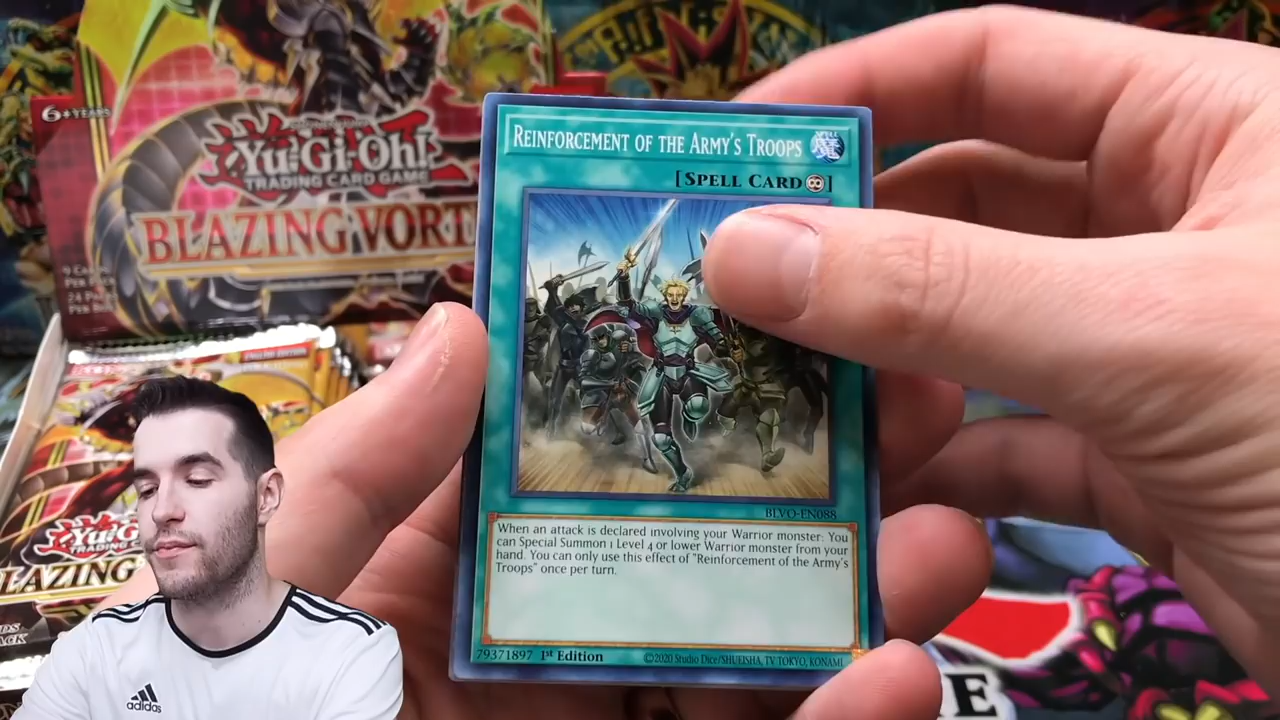 6+ YEARS
Yu-Gi-Oh!
TRADING CARD GAME
BLAZING VORT
ENGLISH EDITION
REINFORCEMENT OF THE ARMY'S TROOPS
[SPELL CARD]
BLVO-EN088
When an attack is declared involving your Warrior monster: You
can Special Summon 1 Level 4 or lower Warrior monster from your
hand. You can only use this effect of "Reinforcement of the Army's
Troops" once per turn.
79371897 1st Edition
©2020 Studio Dice/SHUEISHA, TV TOKYO, KONAMI
Yu-G
TRADING C
LAZING
adidas